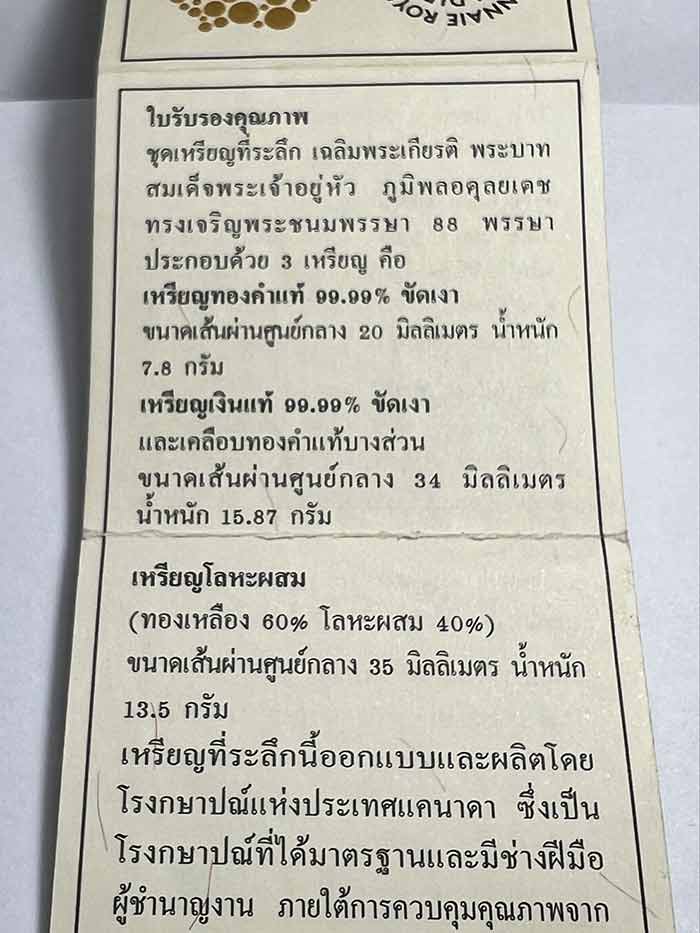 NNAIE ROY
ใบรับรองคุณภาพ
ชุดเหรียญที่ระลึก เฉลิมพระเกียรติ พระบาท
สมเด็จพระเจ้าอยู่หัว ภูมิพลอดุลยเดช
ทรงเจริญพระชนมพรรษา 88 พรรษา
ประกอบด้วย 3 เหรียญ คือ
เหรียญทองคำแท้ 99.99% ขัดเงา
ขนาดเส้นผ่านศูนย์กลาง 20 มิลลิเมตร น้ำหนัก
7.8 กรัม
เหรียญเงินแท้ 99.99% ขัดเงา
และเคลือบทองคำแท้บางส่วน
ขนาดเส้นผ่านศูนย์กลาง 34 มิลลิเมตร
น้ำหนัก 15.87 กรัม
เหรียญโลหะผสม
(ทองเหลือง 60% โลหะผสม 40%)
ขนาดเส้นผ่านศูนย์กลาง 35 มิลลิเมตร น้ำหนัก
13.5 กรัม
เหรียญที่ระลึกนี้ออกแบบและผลิตโดย
โรงกษาปณ์แห่งประเทศแคนาดา ซึ่งเป็น
โรงกษาปณ์ที่ได้มาตรฐานและมีช่างฝีมือ
ผู้ชำนาญงาน ภายใต้การควบคุมคุณภาพจาก